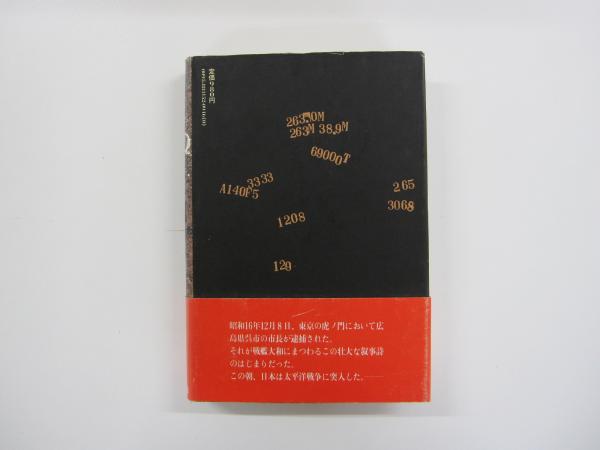 定価980円
263.0M
263M 38.9M
69000T
3333
A140F5
265
3068
1208
129
昭和16年12月8日、東京の虎ノ門において広
島県呉市の市長が逮捕された。
それが戦艦大和にまつわるこの壮大な叙事詩
のはじまりだった。
この朝、日本は太平洋戦争に突入した。——